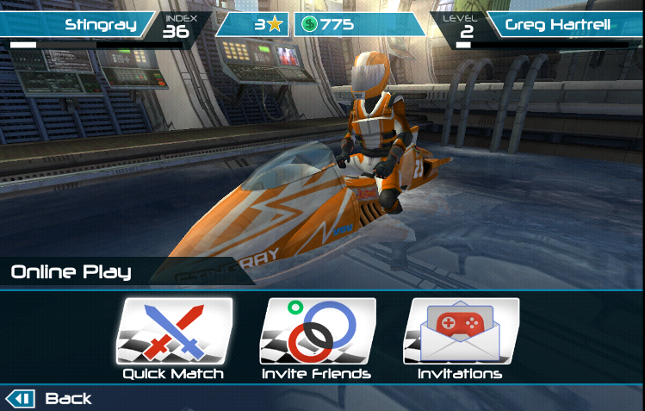 Stingray
INDEX
36
3
775
LEVEL
2
Greg Hartrell
STINGRAY
Online Play
Quick Match
Invite Friends
Invitations
Back